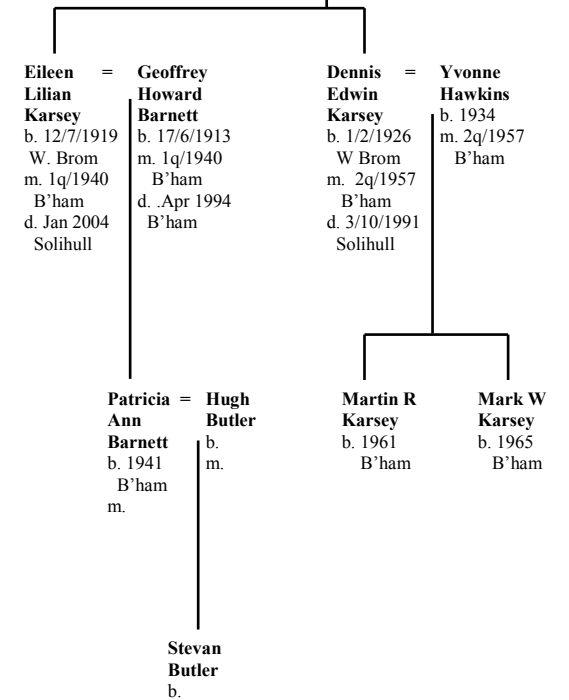 Eileen =
Lilian
Karsey
b. 12/7/1919
W. Brom
m. 1q/1940
B’ham
d. Jan 2004
Solihull
Geoffrey
Howard
Barnett
b. 17/6/1913
m. 1q/1940
B’ham
d. .Apr 1994
B’ham
Dennis =
Edwin
Karsey
b. 1/2/1926
W Brom
m. 2q/1957
B’ham
d. 3/10/1991
Solihull
Yvonne
Hawkins
b. 1934
m. 2q/1957
B’ham
Patricia =
Ann
Barnett
b. 1941
B’ham
m.
Hugh
Butler
b.
m.
Martin R
Karsey
b. 1961
B’ham
Mark W
Karsey
b. 1965
B’ham
Stevan
Butler
b.